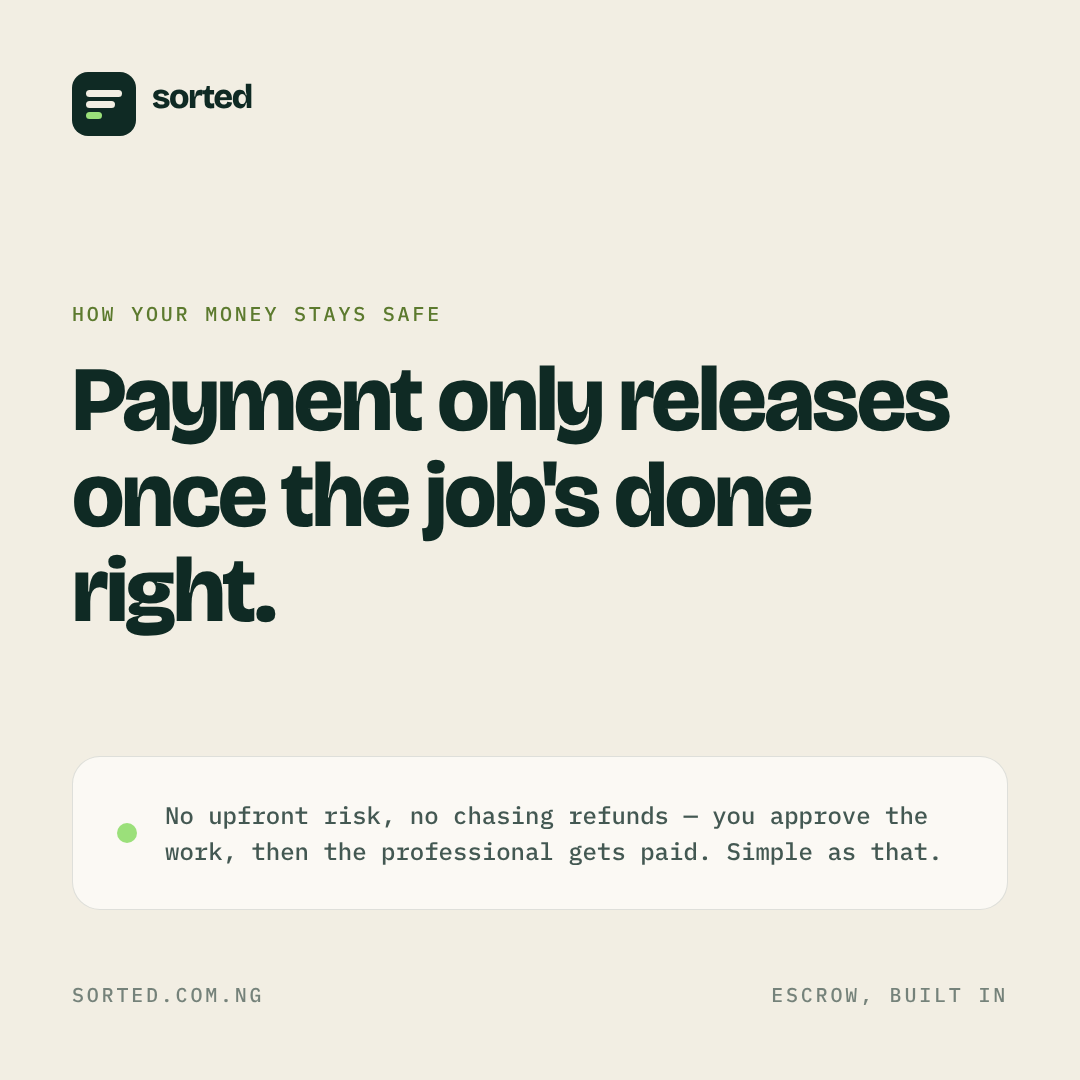 sorted
HOW YOUR MONEY STAYS SAFE
Payment only releases
once the job's done
right.
No upfront risk, no chasing refunds — you approve the
work, then the professional gets paid. Simple as that.
SORTED.COM.NG
ESCROW, BUILT IN